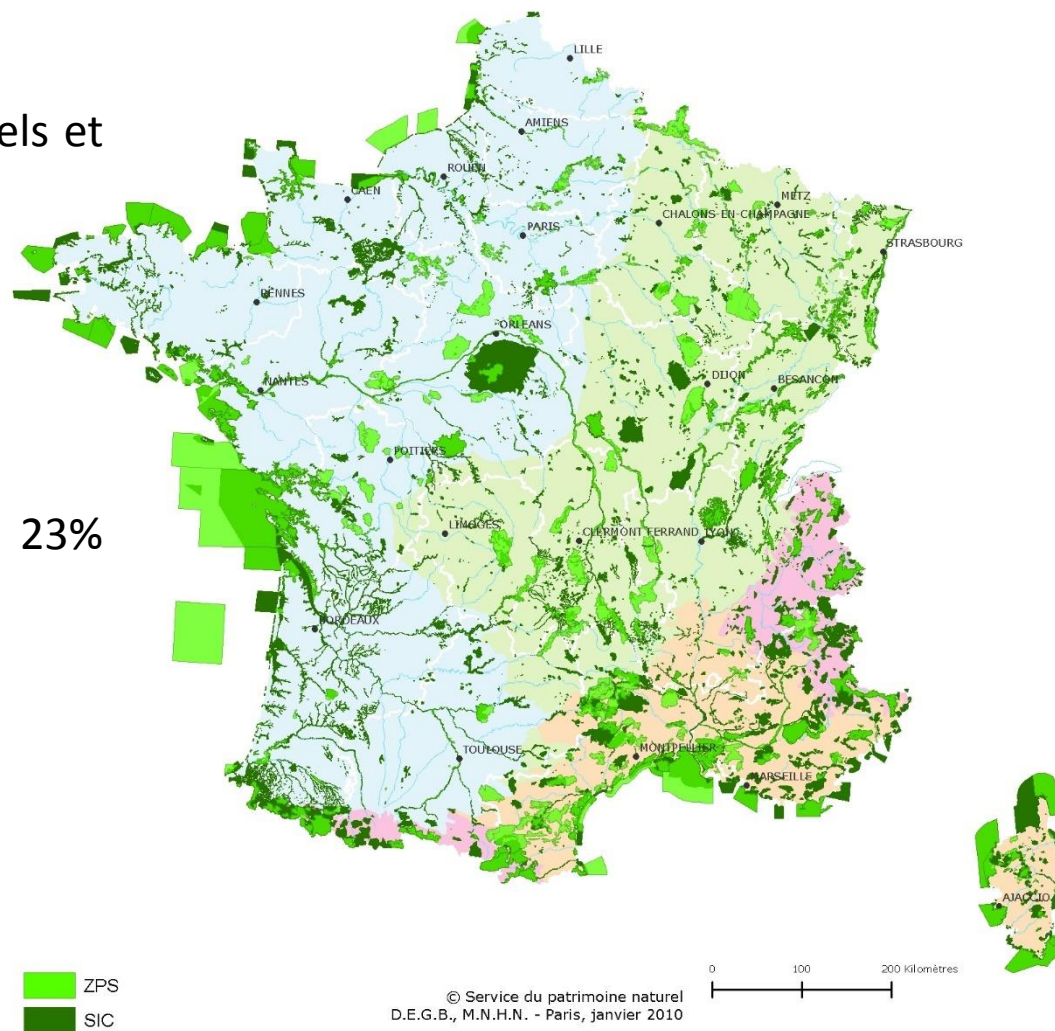 els et
23%
LILLE
AMIENS
ROUEN
CAEN
METZ
CHALONS-EN-CHAMPAGNE
PARIS
STRASBOURG
RENNES
ORLEANS
NANTES
DIJON
BESANCON
POITIERS
LIMOGES
CLERMONT FERRAND
LYON
BORDEAUX
TOULOUSE
MONTPELLIER
MARSEILLE
AJACCIO
ZPS
SIC
0 100 200 Kilomètres
© Service du patrimoine naturel
D.E.G.B., M.N.H.N. - Paris, janvier 2010